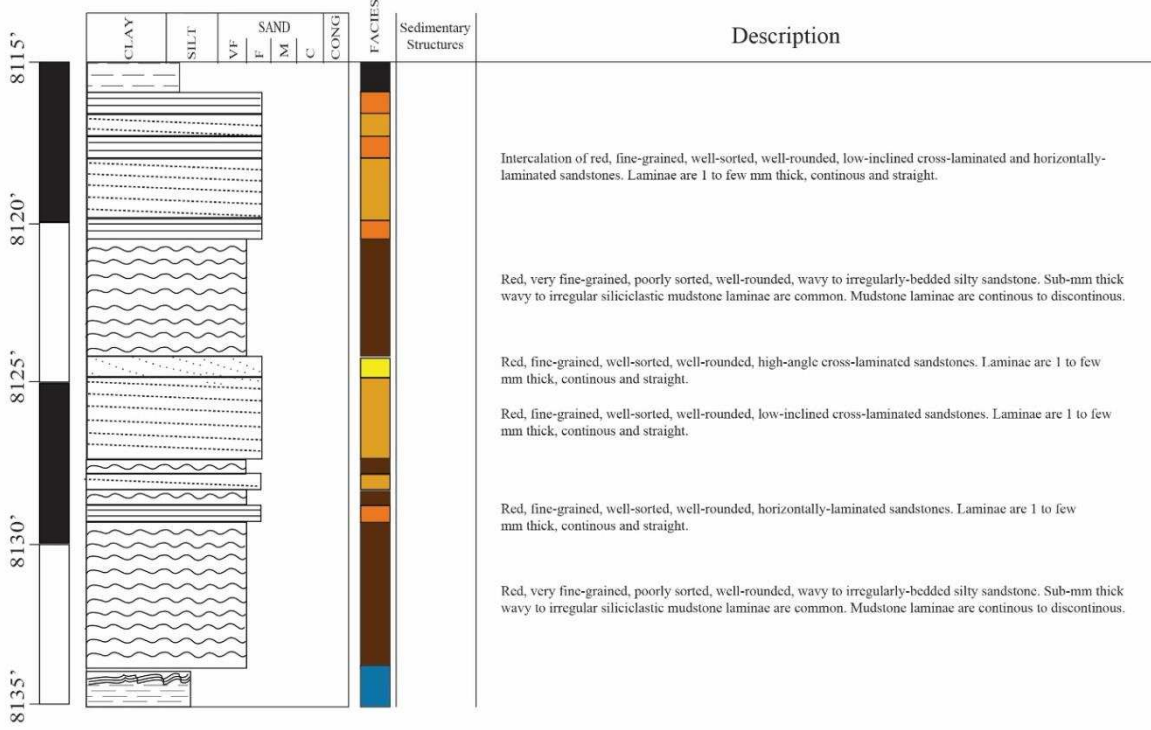 CLAY
SILT
SAND
VF
F
M
C
CONG
FACIES
Sedimentary
Structures
Description
8115'
Intercalation of red, fine-grained, well-sorted, well-rounded, low-inclined cross-laminated and horizontally-
laminated sandstones. Laminae are 1 to few mm thick, continous and straight.
8120'
Red, very fine-grained, poorly sorted, well-rounded, wavy to irregularly-bedded silty sandstone. Sub-mm thick
wavy to irregular siliciclastic mudstone laminae are common. Mudstone laminae are continous to discontinous.
Red, fine-grained, well-sorted, well-rounded, high-angle cross-laminated sandstones. Laminae are 1 to few
mm thick, continous and straight.
8125'
Red, fine-grained, well-sorted, well-rounded, low-inclined cross-laminated sandstones. Laminae are 1 to few
mm thick, continous and straight.
Red, fine-grained, well-sorted, well-rounded, horizontally-laminated sandstones. Laminae are 1 to few
mm thick, continous and straight.
8130'
Red, very fine-grained, poorly sorted, well-rounded, wavy to irregularly-bedded silty sandstone. Sub-mm thick
wavy to irregular siliciclastic mudstone laminae are common. Mudstone laminae are continous to discontinous.
8135'